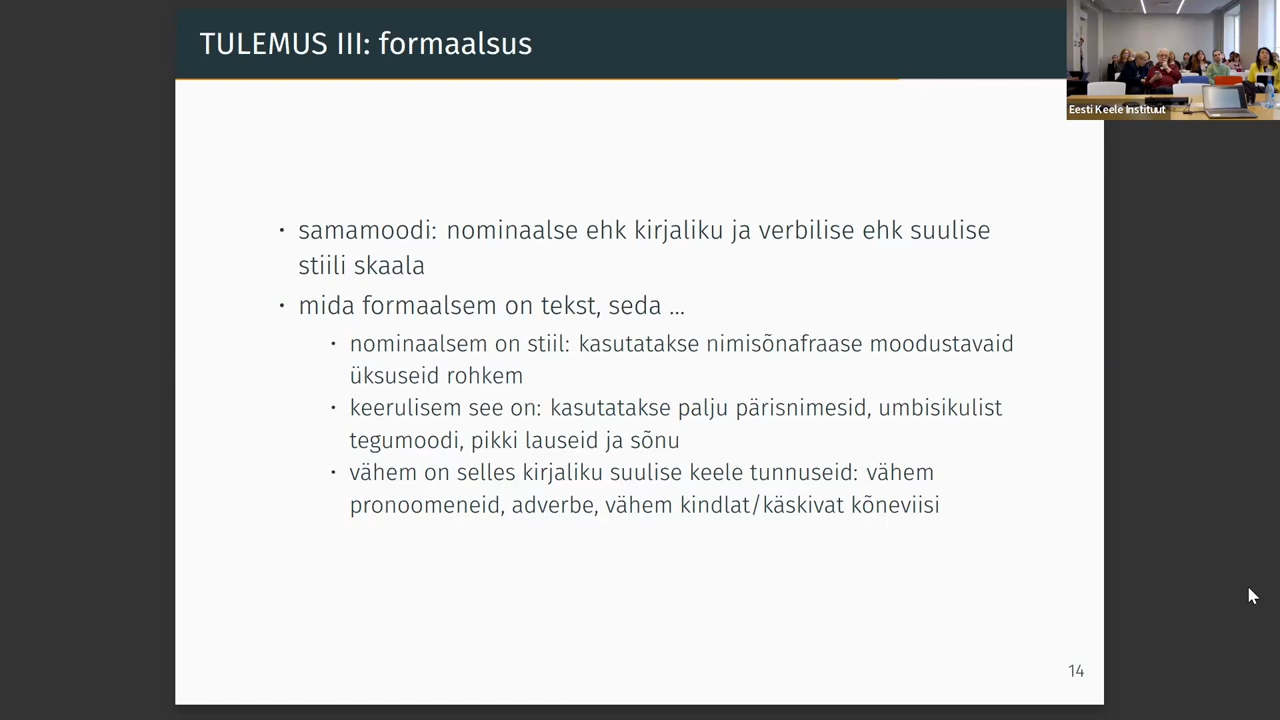 TULEMUS III: formaalsus
Eesti Keele Instituut
· samamoodi: nominaalse ehk kirjaliku ja verbilise ehk suulise
stiili skaala
· mida formaalsem on tekst, seda ...
· nominaalsem on stiil: kasutatakse nimisõnafraase moodustavaid
üksuseid rohkem
· keerulisem see on: kasutatakse palju pärisnimesid, umbisikulist
tegumoodi, pikki lauseid ja sõnu
· vähem on selles kirjaliku suulise keele tunnuseid: vähem
pronoomeneid, adverbe, vähem kindlat/käskivat kõneviisi
14